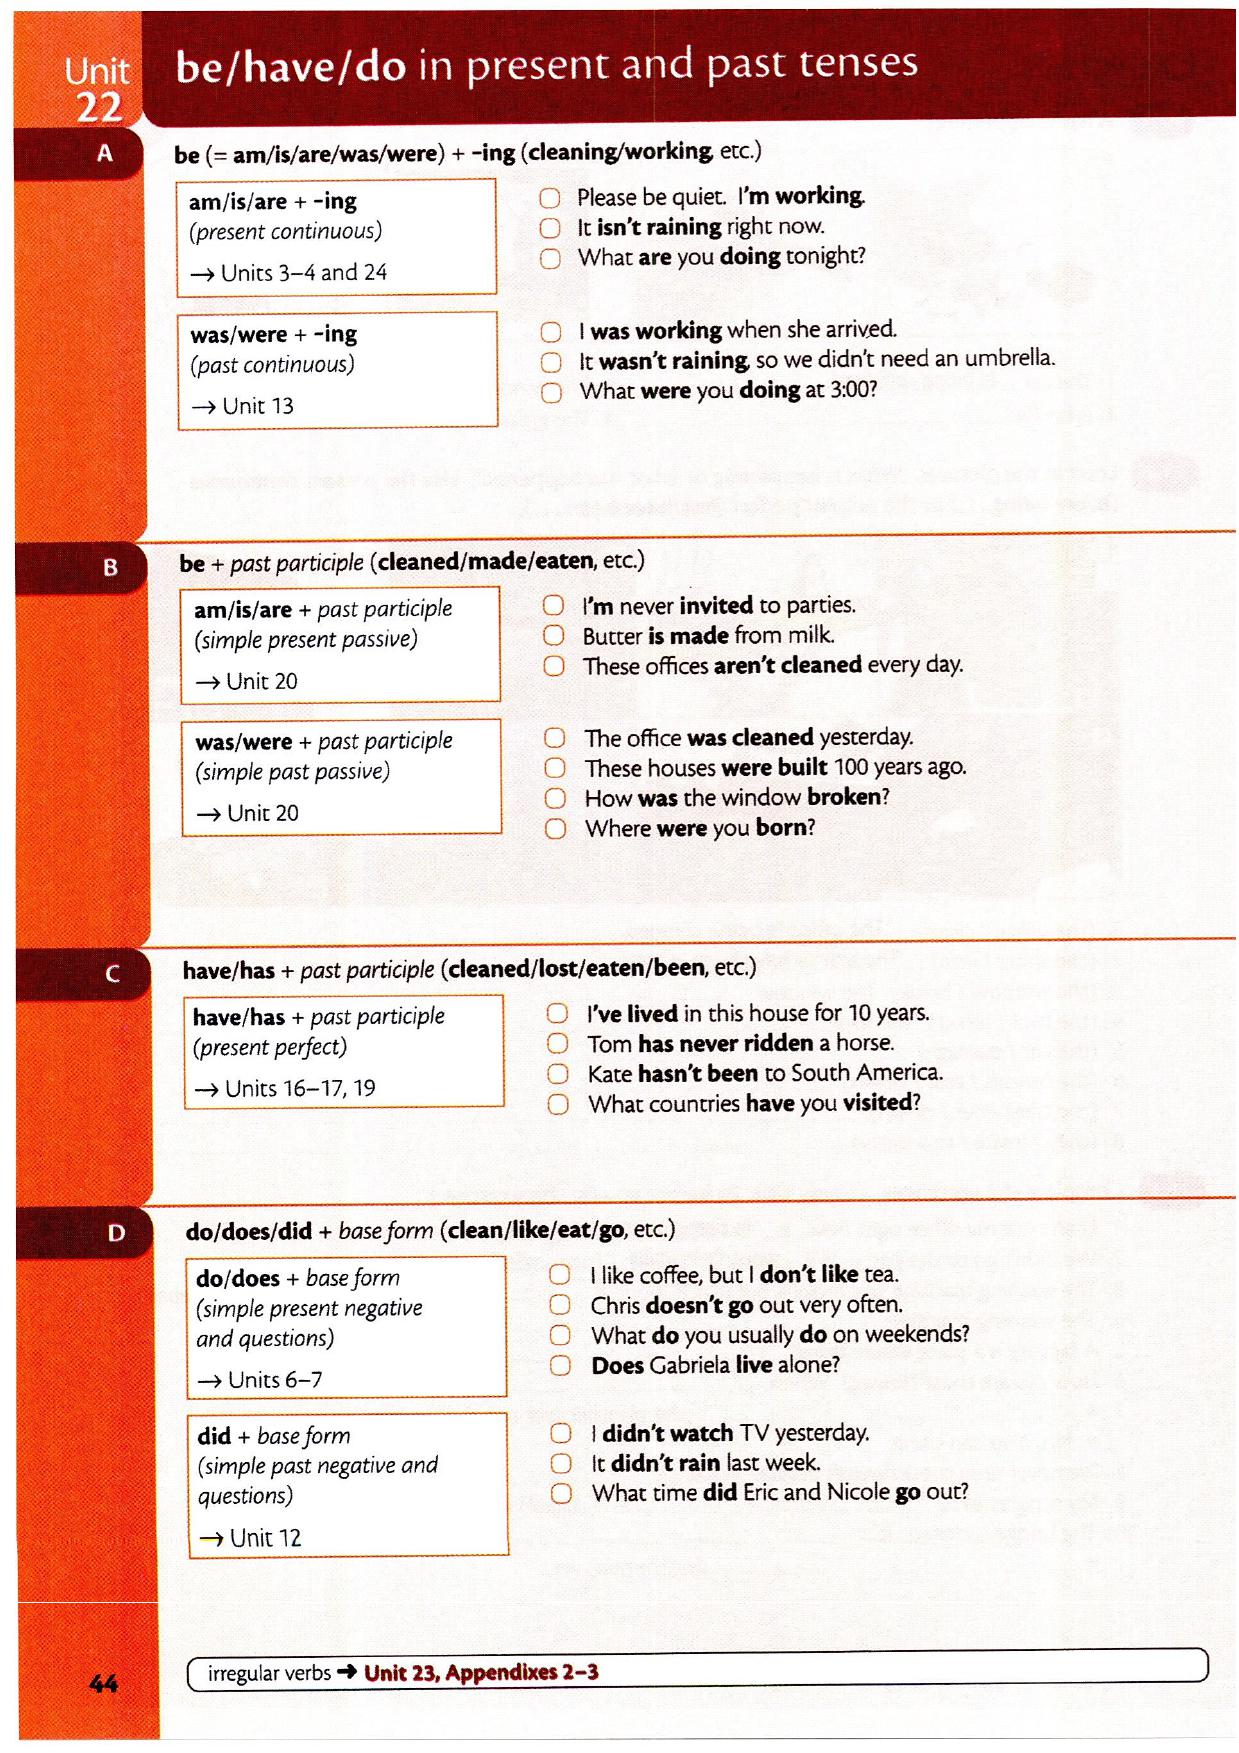 Unit
22
be/have/do in present and past tenses
A
be (= am/is/are/was/were) + -ing (cleaning/working, etc.)
am/is/are + -ing
(present continuous)
→ Units 3–4 and 24
Please be quiet. I'm working.
It isn't raining right now.
What are you doing tonight?
was/were + -ing
(past continuous)
→ Unit 13
I was working when she arrived.
It wasn't raining, so we didn't need an umbrella.
What were you doing at 3:00?
B
be + past participle (cleaned/made/eaten, etc.)
am/is/are + past participle
(simple present passive)
→ Unit 20
I'm never invited to parties.
Butter is made from milk.
These offices aren't cleaned every day.
was/were + past participle
(simple past passive)
→ Unit 20
The office was cleaned yesterday.
These houses were built 100 years ago.
How was the window broken?
Where were you born?
C
have/has + past participle (cleaned/lost/eaten/been, etc.)
have/has + past participle
(present perfect)
→ Units 16–17, 19
I've lived in this house for 10 years.
Tom has never ridden a horse.
Kate hasn't been to South America.
What countries have you visited?
D
do/does/did + base form (clean/like/eat/go, etc.)
do/does + base form
(simple present negative
and questions)
→ Units 6–7
I like coffee, but I don't like tea.
Chris doesn't go out very often.
What do you usually do on weekends?
Does Gabriela live alone?
did + base form
(simple past negative and
questions)
→ Unit 12
I didn't watch TV yesterday.
It didn't rain last week.
What time did Eric and Nicole go out?
44
irregular verbs → Unit 23, Appendixes 2–3